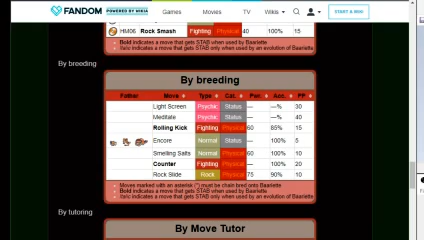 FANDOM POWERED BY WIKIA Games Movies TV Wikis START A WIKI
HM06 Rock Smash Fighting Physical 40 100% 15
Bold indicates a move that gets STAB when used by Baariette
Italic indicates a move that gets STAB only when used by an evolution of Baariette
By breeding
By breeding
Father Move Type Cat. Pwr. Acc. PP
Light Screen Psychic Status — —% 30
Meditate Psychic Status — —% 40
Rolling Kick Fighting Physical 60 85% 15
Encore Normal Status — 100% 5
Smelling Salts Normal Physical 60 100% 10
Counter Fighting Physical — 100% 20
Rock Slide Rock Physical 75 90% 10
Moves marked with an asterisk (*) must be chain bred onto Baariette
Bold indicates a move that gets STAB when used by Baariette
Italic indicates a move that gets STAB only when used by an evolution of Baariette
By tutoring
By Move Tutor